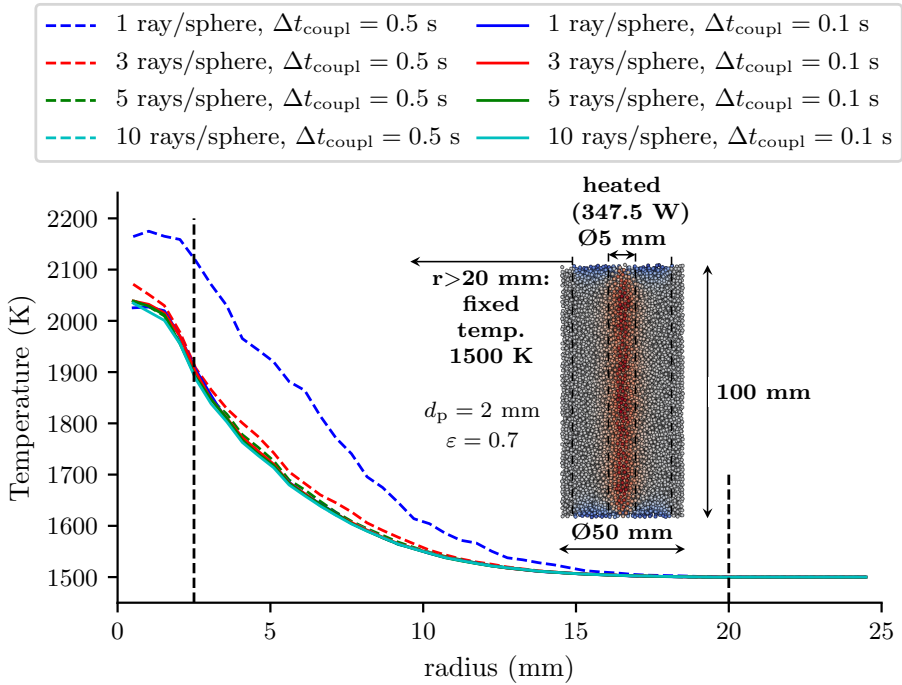 1 ray/sphere, Δt_coupl = 0.5 s
3 rays/sphere, Δt_coupl = 0.5 s
5 rays/sphere, Δt_coupl = 0.5 s
10 rays/sphere, Δt_coupl = 0.5 s
1 ray/sphere, Δt_coupl = 0.1 s
3 rays/sphere, Δt_coupl = 0.1 s
5 rays/sphere, Δt_coupl = 0.1 s
10 rays/sphere, Δt_coupl = 0.1 s
heated
(347.5 W)
Ø5 mm
r>20 mm:
fixed
temp.
1500 K
d_p = 2 mm
ε = 0.7
100 mm
Ø50 mm
Temperature (K)
2200
2100
2000
1900
1800
1700
1600
1500
0
5
10
15
20
25
radius (mm)